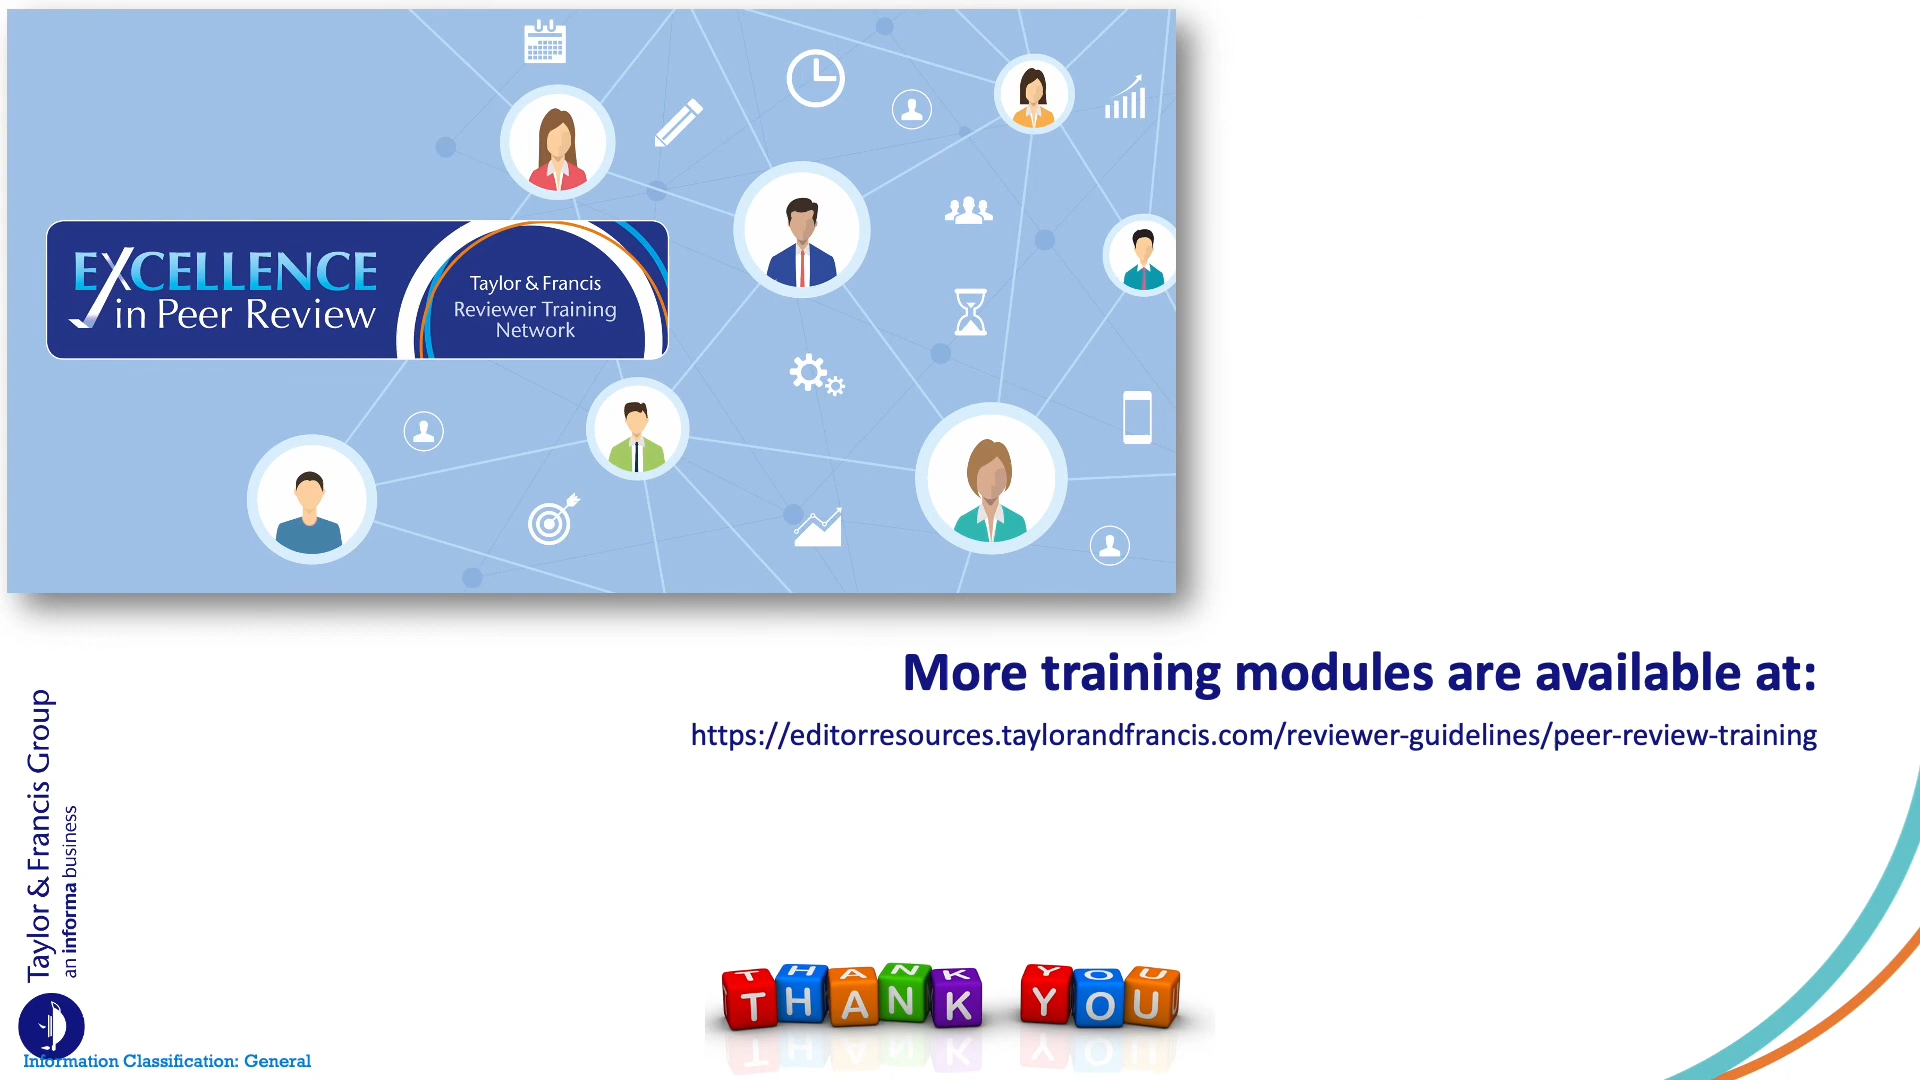 EXCELLENCE
in Peer Review
Taylor & Francis
Reviewer Training
Network
More training modules are available at:
https://editorresources.taylorandfrancis.com/reviewer-guidelines/peer-review-training
Taylor & Francis Group
an informa business
THANK YOU
Information Classification: General